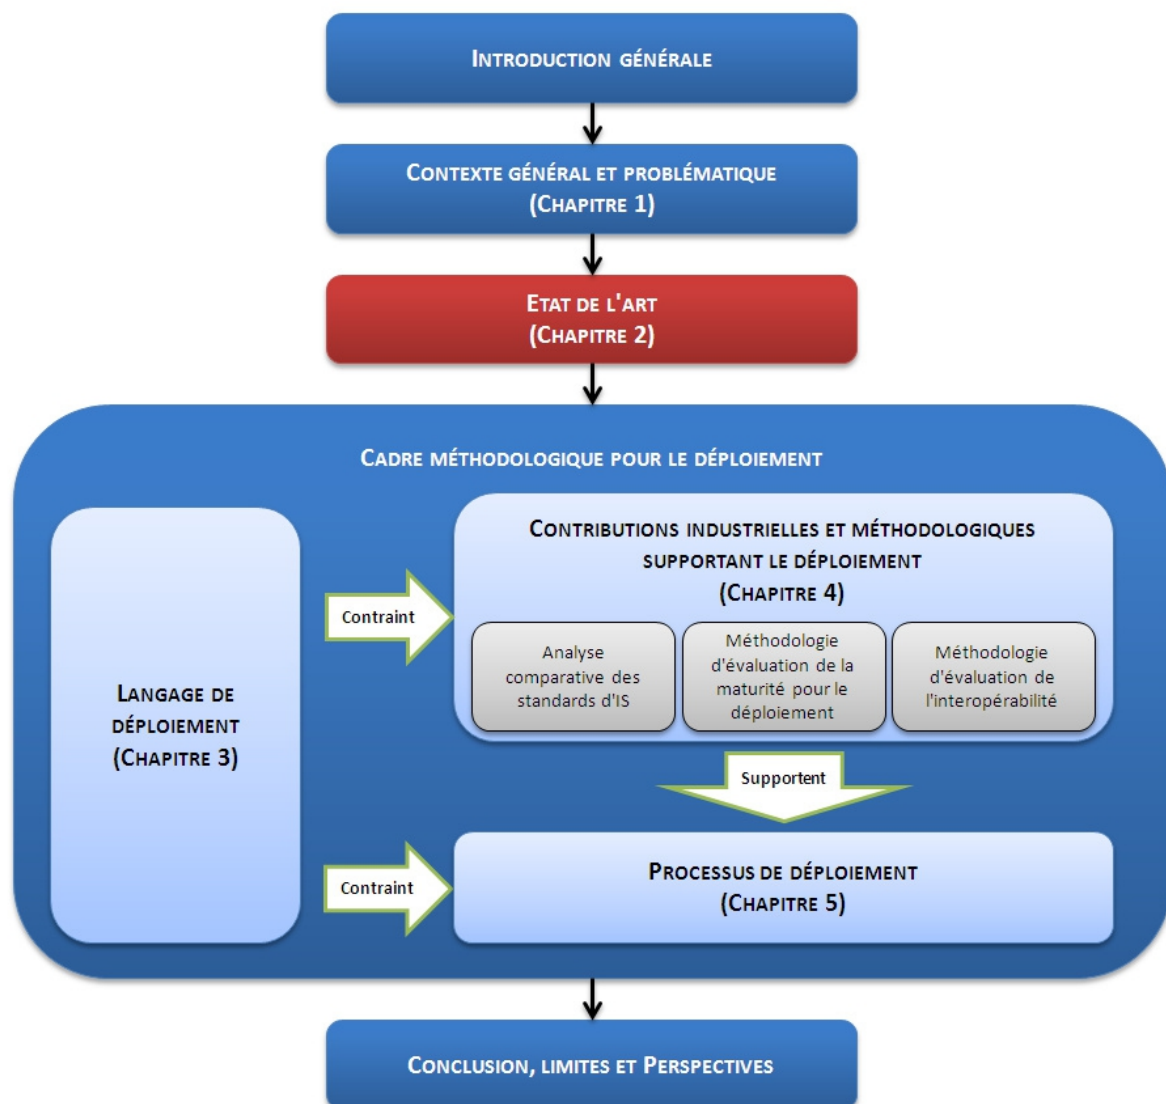 INTRODUCTION GÉNÉRALE
CONTEXTE GÉNÉRAL ET PROBLÉMATIQUE
(CHAPITRE 1)
ETAT DE L'ART
(CHAPITRE 2)
CADRE MÉTHODOLOGIQUE POUR LE DÉPLOIEMENT
LANGAGE DE
DÉPLOIEMENT
(CHAPITRE 3)
Contraint
CONTRIBUTIONS INDUSTRIELLES ET MÉTHODOLOGIQUES
SUPPORTANT LE DÉPLOIEMENT
(CHAPITRE 4)
Analyse
comparative des
standards d'IS
Méthodologie
d'évaluation de la
maturité pour le
déploiement
Méthodologie
d'évaluation de
l'interopérabilité
Supportent
Contraint
PROCESSUS DE DÉPLOIEMENT
(CHAPITRE 5)
CONCLUSION, LIMITES ET PERSPECTIVES